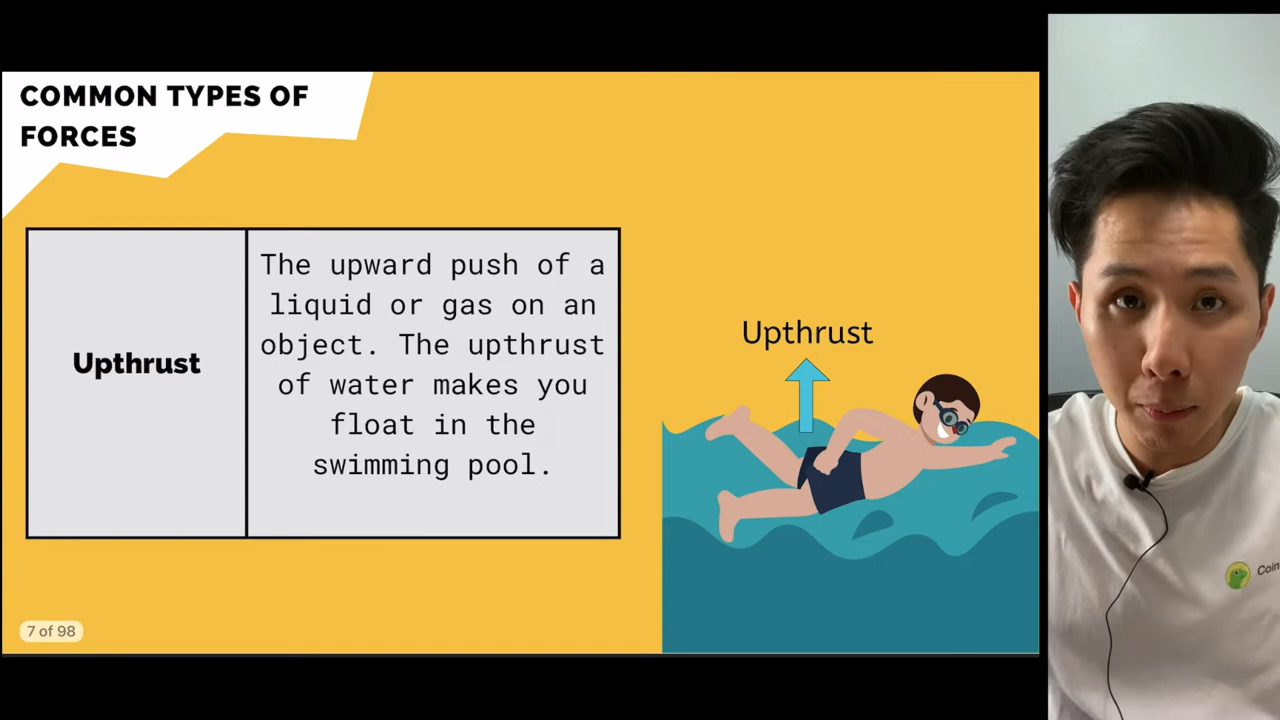 COMMON TYPES OF
FORCES
Upthrust
The upward push of a
liquid or gas on an
object. The upthrust
of water makes you
float in the
swimming pool.
Upthrust
7 of 98